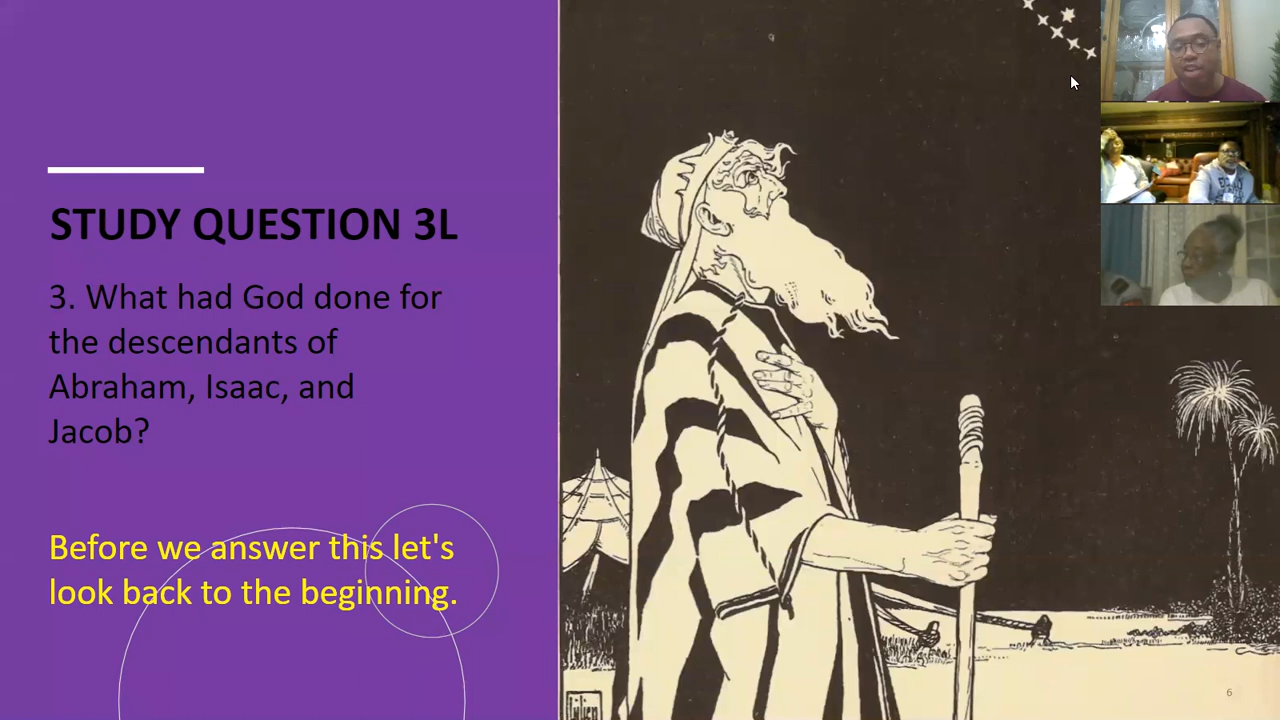 STUDY QUESTION 3L
3. What had God done for
the descendants of
Abraham, Isaac, and
Jacob?
Before we answer this let's
look back to the beginning.
Lilien
6